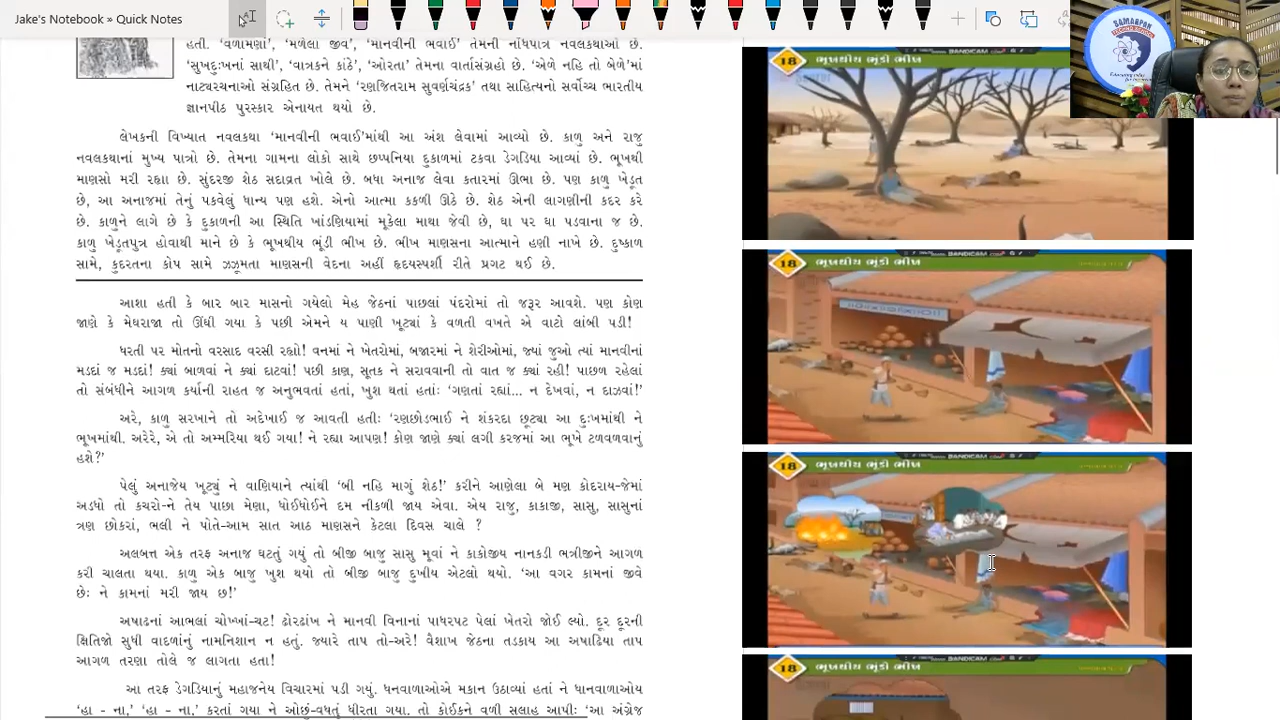 Jake's Notebook » Quick Notes
હતી. 'વળામણાં', 'મળેલા જીવ', 'માનવીની ભવાઈ' તેમની નોંધપાત્ર નવલકથાઓ છે.
તેમના વાર્તાસંગ્રહો છે.
નાટ્યરચનાઓ સંગ્રહિત છે. તેમને 'રણજિતરામ સુવર્ણચંદ્રક' તથા સાહિત્યનો સર્વોચ્ચ ભારતીય
જ્ઞાનપીઠ પુરસ્કાર એનાયત થયો છે.
લેખકની વિખ્યાત નવલકથા 'માનવીની ભવાઈ'માંથી આ અંશ લેવામાં આવ્યો છે. કાળુ અને રાજુ
નવલકથાનાં મુખ્ય પાત્રો છે. તેમના ગામના લોકો સાથે છપ્પનિયા દુકાળમાં ટકવા ડેગડિયા આવ્યાં છે. ભૂખથી
માણસો મરી રહ્યા છે. સુંદરજી શેઠ સદાવ્રત ખોલે છે. બધા અનાજ લેવા કતારમાં ઊભા છે. પણ કાળુ ખેડૂત
છે, આ અનાજમાં તેનું પકવેલું ધાન્ય પણ હશે. એનો આત્મા કકળી ઊઠે છે. શેઠ એની લાગણીની કદર કરે
છે. કાળુને લાગે છે કે દુકાળની આ સ્થિતિ ખાંડણિયામાં મૂકેલા માથા જેવી છે, ઘા પર ઘા પડવાના જ છે.
કાળુ ખેડૂતપુત્ર હોવાથી માને છે કે ભૂખથીય ભૂંડી ભીખ છે. ભીખ માણસના આત્માને હણી નાખે છે. દુષ્કાળ
સામે, કુદરતના કોપ સામે માનવીની વેદના અહીં હૃદયસ્પર્શી રીતે પ્રગટ થઈ છે.
આશા હતી કે બાર બાર માસનો ગયેલો મેહ જેઠનાં પાછલાં પંદરોમાં તો જરૂર આવશે. પણ કોણ
જાણે કે મેઘરાજા તો ઊંઘી ગયા કે પછી એમને ય પાણી ખૂટ્યાં કે વળતી વખતે એ વાટો લાંબી પડી!
ધરતી પર મોતનો વરસાદ વરસી રહ્યો! વનમાં ને ખેતરોમાં, બજારમાં ને શેરીઓમાં, જ્યાં જુઓ ત્યાં માનવીનાં
મડદાં જ મડદાં! ક્યાં બાળવાં ને ક્યાં દાટવાં! પછી કાણ, સૂતક ને સરાવવાની તો વાત જ ક્યાં રહી! પાછળ રહેલાં
તો સંબંધીને આગળ કર્યાની રાહત જ અનુભવતાં હતાં, ખુશ થતાં હતાં: 'ગણતાં રહ્યાં... ન દેખવાં, ન દાઝવાં!'
અરે, કાળુ સરખાને તો અદેખાઈ જ આવતી હતી: 'રણછોડભાઈ ને શંકરદા છૂટ્યા આ દુઃખમાંથી ને
ભૂખમાંથી. અરેરે, એ તો અમ્મરિયા થઈ ગયા! ને રહ્યા આપણ! કોણ જાણે ક્યાં લગી કરજમાં આ ભૂખે ટળવળવાનું
હશે?'
પેલું અનાજય ખૂટ્યું ને વાણિયાને ત્યાંથી 'બી નહિ આપું શેઠ!' કરીને આણેલા બે મણ કોદરાય-જેમાં
અડધો તો કચરો-ને તેય પાછા ઘણા, ધોઈધોઈને દમ નીકળી જાય એવા. એય રાજુ, કાકાજી, સાસુ, સાસુનાં
ત્રણ છોકરાં, ભલી ને પોતે-આમ સાત આઠ માણસને કેટલા દિવસ ચાલે ?
અલબત્ત એક તરફ અનાજ ઘટતું ગયું તો બીજી બાજુ સાસુ મૂવાં ને કાકોજીય નાનકડી ભત્રીજીને આગળ
કરી ચાલતા થયા. કાળુ એક બાજુ ખુશ થયો તો બીજી બાજુ દુખીય એટલો થયો. 'આ વગર કામનાં જીવે
છે: ને કામનાં મરી જાય છ!'
અષાઢનાં આભલાં ચોખ્ખાં-સ્ટ! ઢોરઢાંખ ને માનવી વિનાનાં પાધરપટ પેલાં ખેતરો જોઈ લ્યો. દૂર દૂરની
ક્ષિતિજો સુધી વાદળાંનું નામનિશાન ન હતું. જ્યારે તાપ તો-અરે! વૈશાખ જેઠના તડકાય આ અષાઢિયા તાપ
આગળ તરણા તોલે જ લાગતા હતા!
આ તરફ મહાજનેય વિચારમાં પડી ગયું. ધનવાળાઓએ મકાન ઉઠાવ્યાં હતાં ને ધાનવાળાઓય
'હા - ના,' કરતા ગયા ને ઓછું-વધતું ધીરતા ગયા. તો કોઈકને વળી સલાહ આપી: 'આ અંગ્રેજ
18 ભૂખથીય ભૂંડી ભીખ
BANDICAM
18 ભૂખથીય ભૂંડી ભીખ
BANDICAM
18 ભૂખથીય ભૂંડી ભીખ
BANDICAM
18 ભૂખથીય ભૂંડી ભીખ
BANDICAM